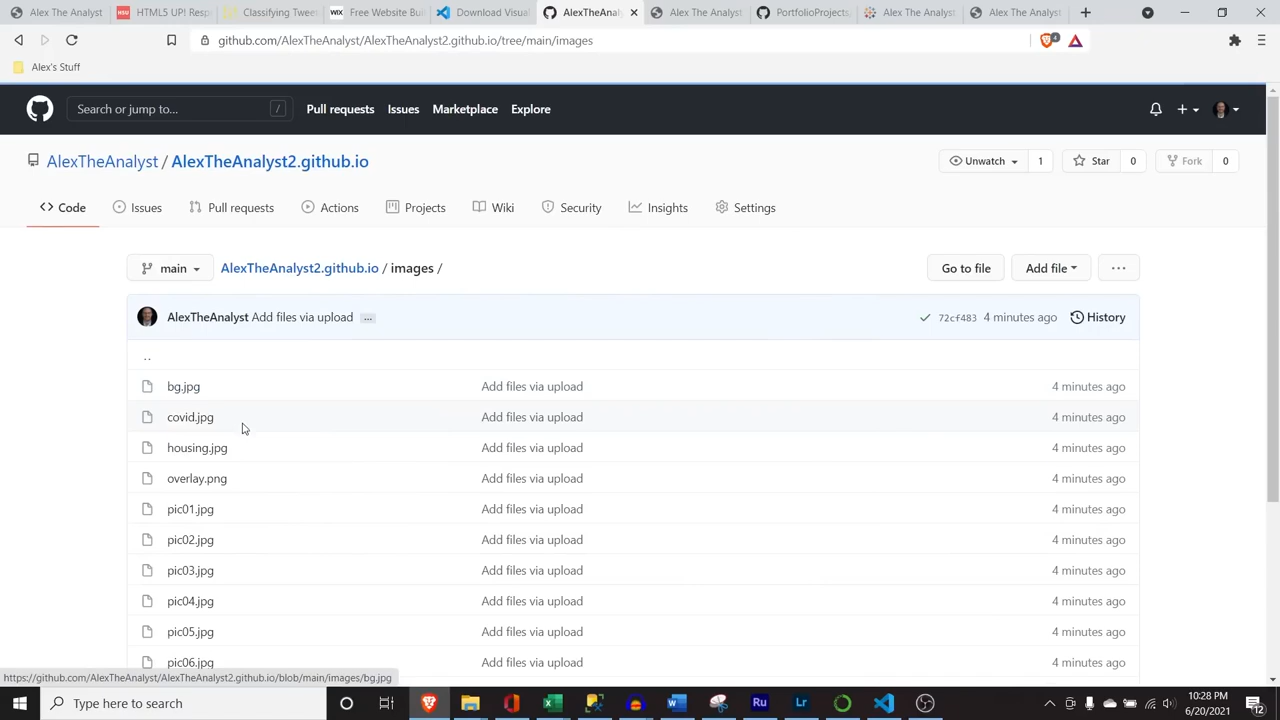 Alex The Analyst
HTML5 UP! Resp
Classifying Twee
Free Website Bui
Download Visual
AlexTheAnaly
Alex The Analyst
PortfolioProjects
Alex The Analyst
Alex The Analyst
github.com/AlexTheAnalyst/AlexTheAnalyst2.github.io/tree/main/images
4
Alex's Stuff
Search or jump to...
/
Pull requests
Issues
Marketplace
Explore
AlexTheAnalyst / AlexTheAnalyst2.github.io
Unwatch 1
Star 0
Fork 0
Code
Issues
Pull requests
Actions
Projects
Wiki
Security
Insights
Settings
main
AlexTheAnalyst2.github.io / images /
Go to file
Add file
...
AlexTheAnalyst Add files via upload ...
72cf483 4 minutes ago
History
..
bg.jpg Add files via upload 4 minutes ago
covid.jpg Add files via upload 4 minutes ago
housing.jpg Add files via upload 4 minutes ago
overlay.png Add files via upload 4 minutes ago
pic01.jpg Add files via upload 4 minutes ago
pic02.jpg Add files via upload 4 minutes ago
pic03.jpg Add files via upload 4 minutes ago
pic04.jpg Add files via upload 4 minutes ago
pic05.jpg Add files via upload 4 minutes ago
pic06.jpg Add files via upload 4 minutes ago
https://github.com/AlexTheAnalyst/AlexTheAnalyst2.github.io/blob/main/images/bg.jpg
Type here to search
Ru
Lr
10:28 PM
6/20/2021
12